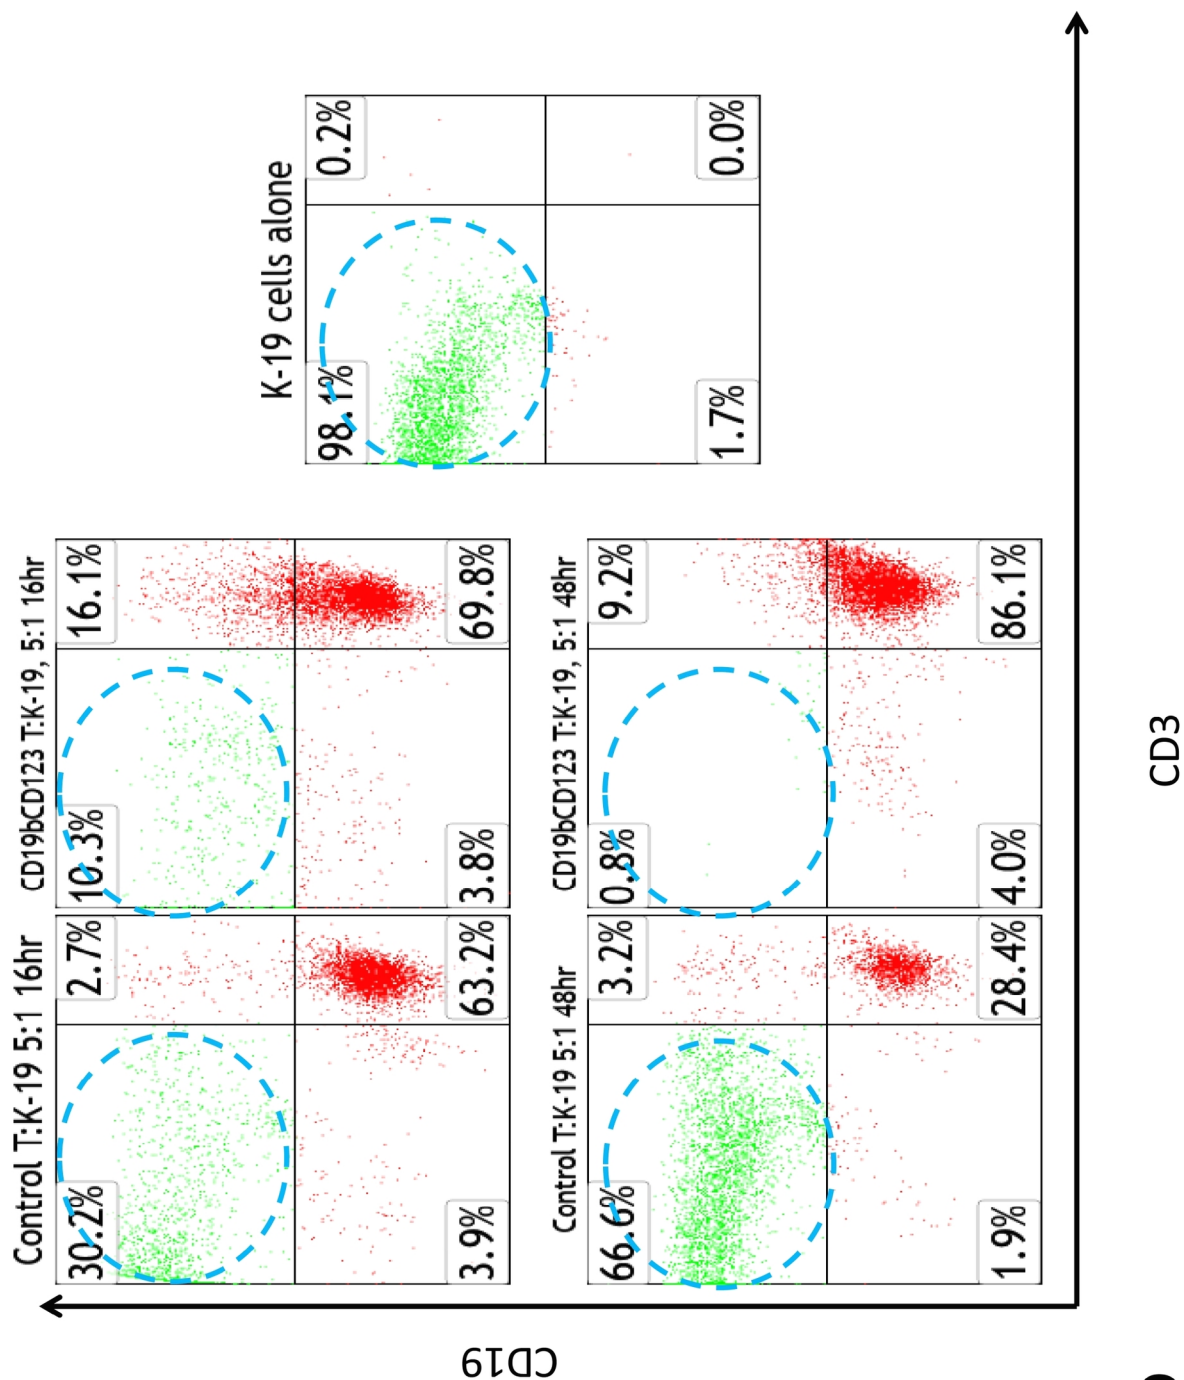 Control T:K-19 5:1 16hr
30.2%
2.7%
3.9%
63.2%
CD19bCD123 T:K-19, 5:1 16hr
10.3%
16.1%
3.8%
69.8%
K-19 cells alone
98.1%
0.2%
1.7%
0.0%
Control T:K-19 5:1 48hr
66.6%
3.2%
1.9%
28.4%
CD19bCD123 T:K-19, 5:1 48hr
0.8%
9.2%
4.0%
86.1%
CD19
CD3